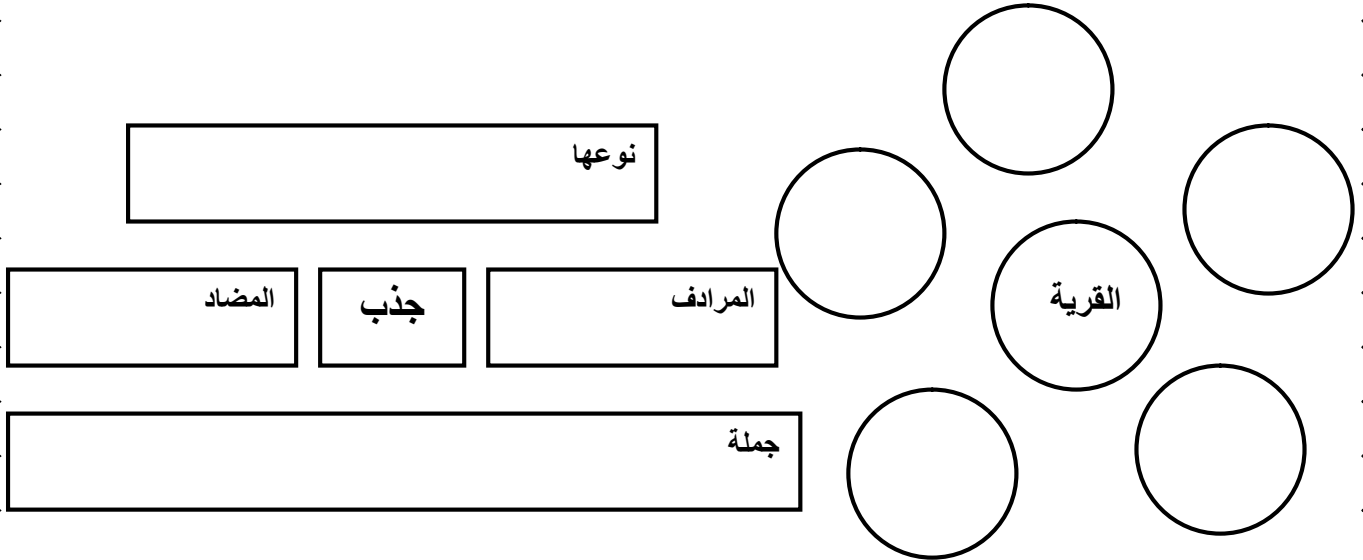 نوعها
القرية
المرادف
جذب
المضاد
جملة